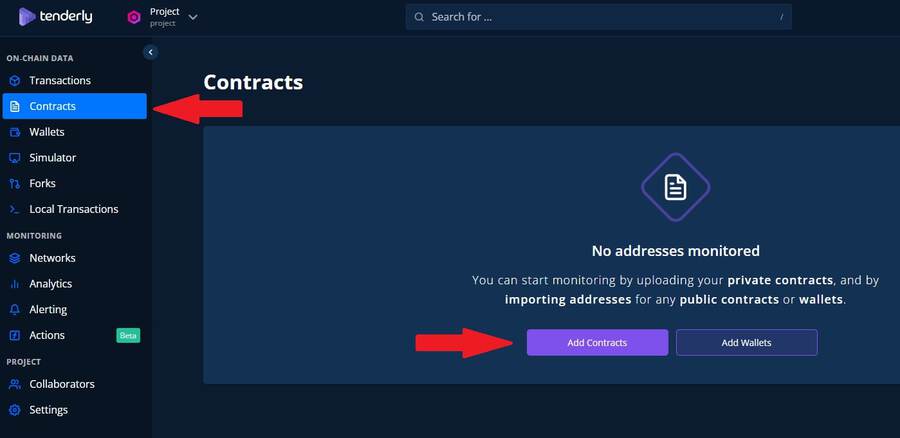 tenderly
Project
project
Search for ...
/
ON-CHAIN DATA
Transactions
Contracts
Wallets
Simulator
Forks
Local Transactions
MONITORING
Networks
Analytics
Alerting
Actions
Beta
PROJECT
Collaborators
Settings
Contracts
No addresses monitored
You can start monitoring by uploading your private contracts, and by
importing addresses for any public contracts or wallets.
Add Contracts
Add Wallets